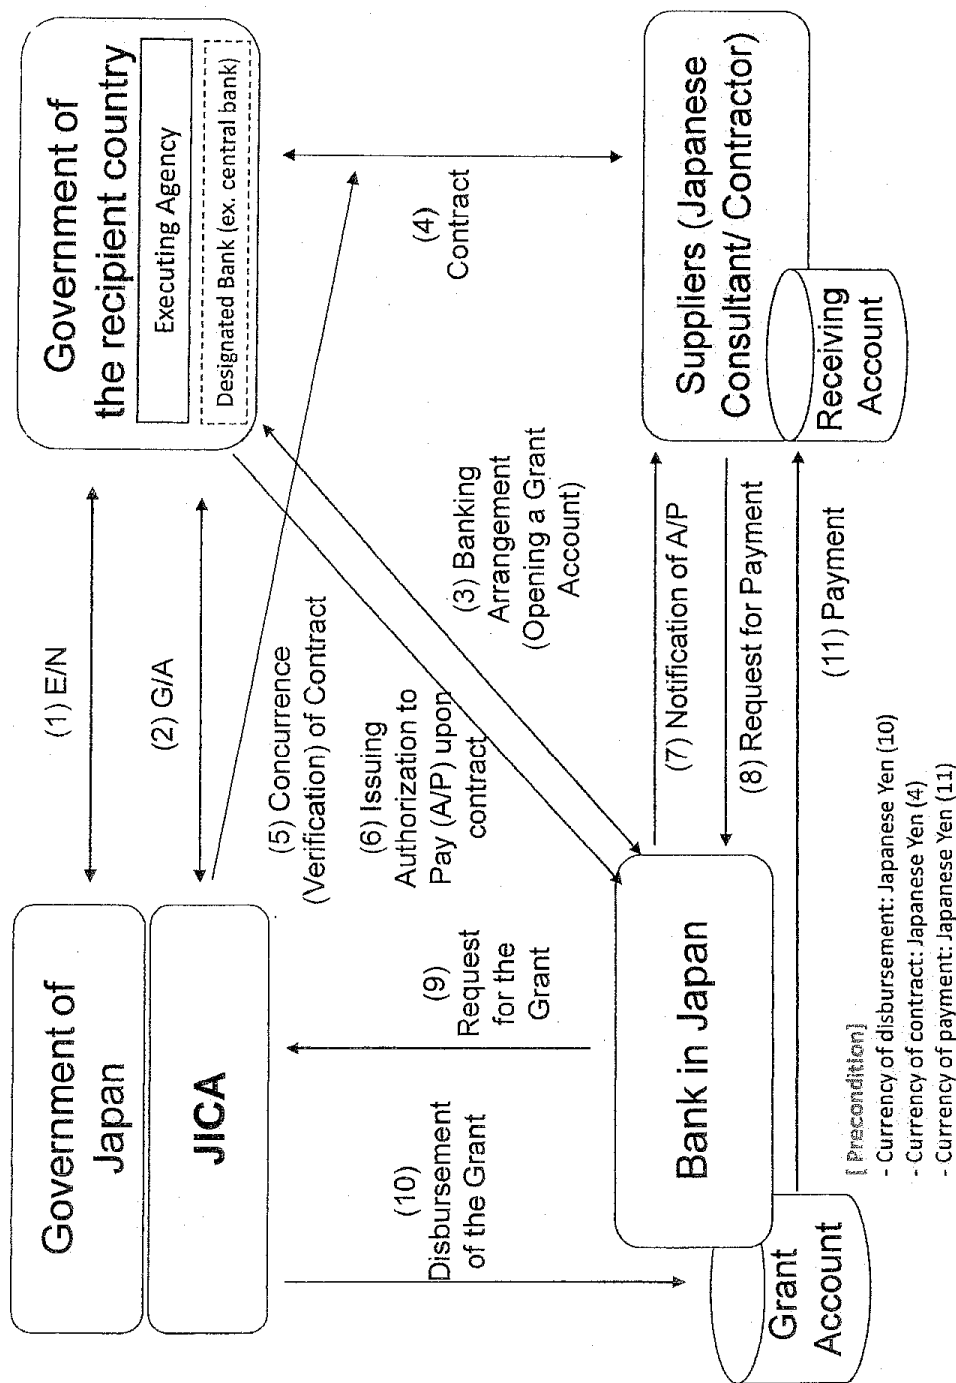 Government of
Japan
JICA
Government of
the recipient country
Executing Agency
Designated Bank (ex. central bank)
(1) E/N
(2) G/A
(5) Concurrence
(Verification) of Contract
(6) Issuing
Authorization to
Pay (A/P) upon
contract
(3) Banking
Arrangement
(Opening a Grant
Account)
(4)
Contract
(9)
Request
for the
Grant
(10)
Disbursement
of the Grant
Bank in Japan
Grant
Account
(7) Notification of A/P
(8) Request for Payment
(11) Payment
Suppliers (Japanese
Consultant/ Contractor)
Receiving
Account
[ Precondition]
- Currency of disbursement: Japanese Yen (10)
- Currency of contract: Japanese Yen (4)
- Currency of payment: Japanese Yen (11)